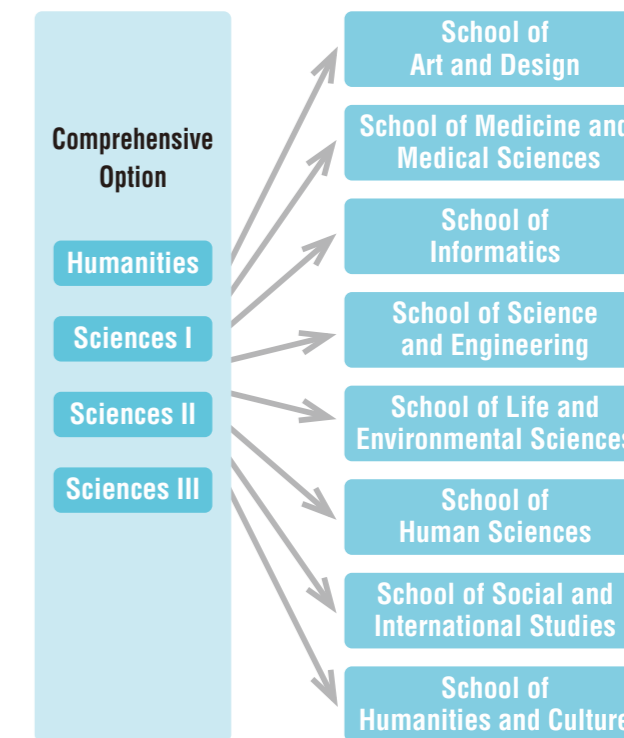 Comprehensive
Option
Humanities
Sciences I
Sciences II
Sciences III
School of
Art and Design
School of Medicine and
Medical Sciences
School of
Informatics
School of Science
and Engineering
School of Life and
Environmental Sciences
School of
Human Sciences
School of Social and
International Studies
School of
Humanities and Culture